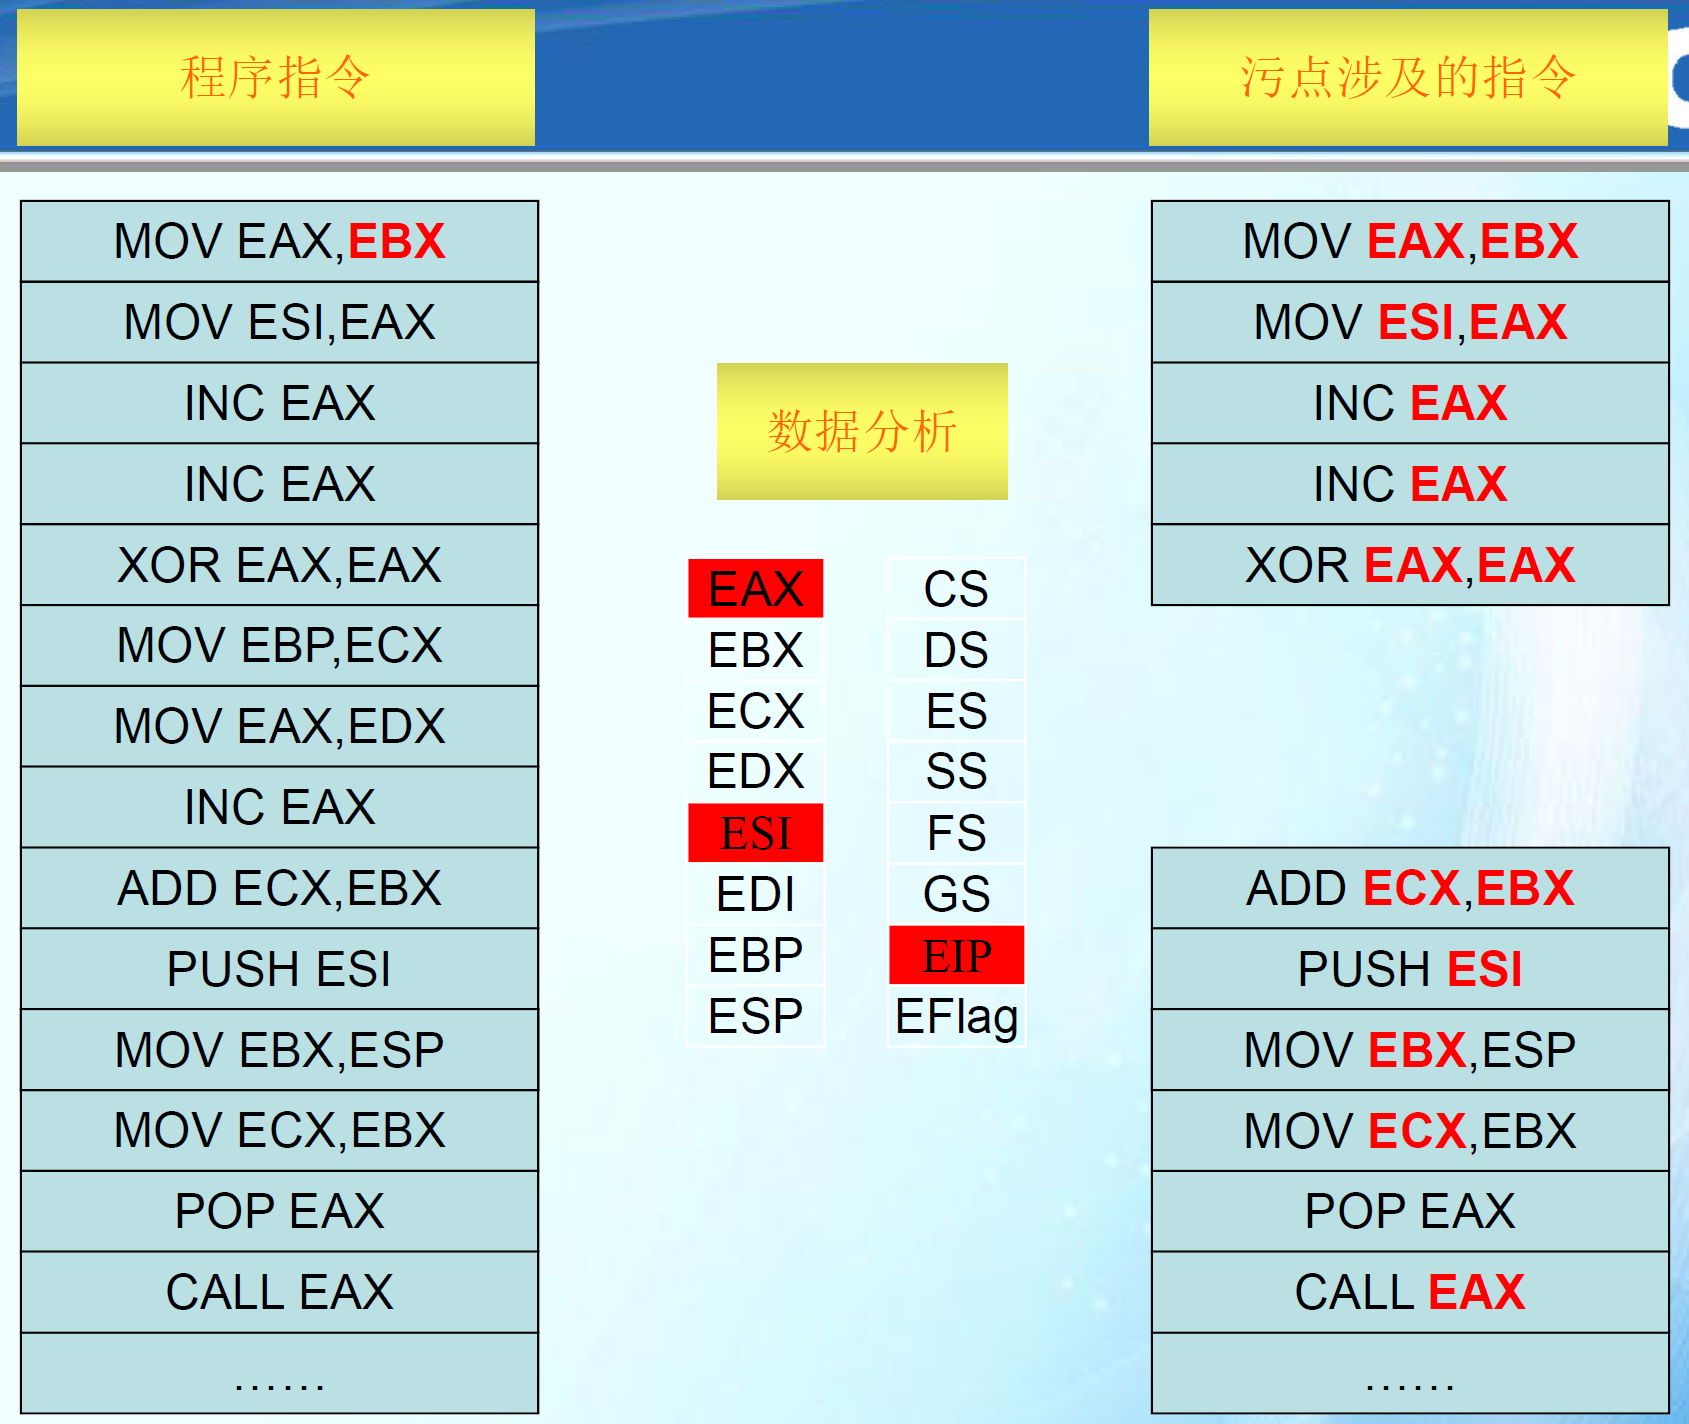 程序指令
污点涉及的指令
MOV EAX,EBX
MOV ESI,EAX
INC EAX
INC EAX
XOR EAX,EAX
MOV EBP,ECX
MOV EAX,EDX
INC EAX
ADD ECX,EBX
PUSH ESI
MOV EBX,ESP
MOV ECX,EBX
POP EAX
CALL EAX
……
数据分析
EAX
EBX
ECX
EDX
ESI
EDI
EBP
ESP
CS
DS
ES
SS
FS
GS
EIP
EFlag
MOV EAX,EBX
MOV ESI,EAX
INC EAX
INC EAX
XOR EAX,EAX
ADD ECX,EBX
PUSH ESI
MOV EBX,ESP
MOV ECX,EBX
POP EAX
CALL EAX
……